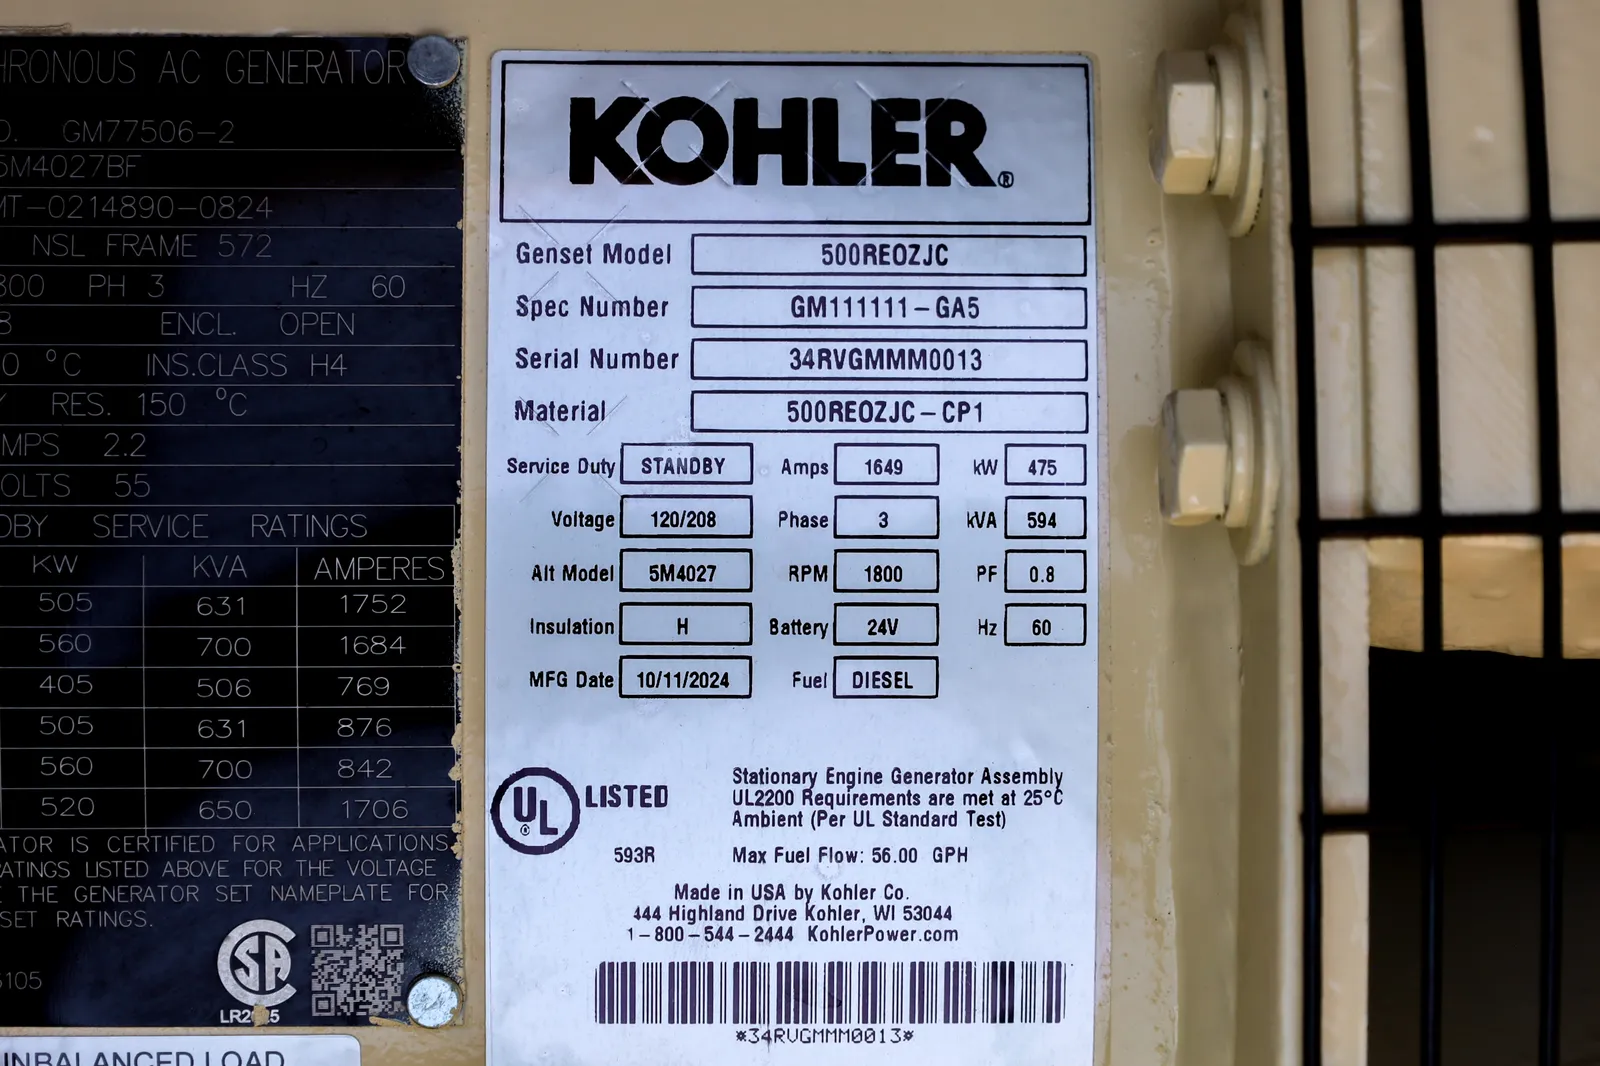 HRONOUS AC GENERATOR
GM77506-2
5M4027BF
MT-0214890-0824
NSL FRAME 572
800 PH 3 HZ 60
8 ENCL. OPEN
0 °C INS.CLASS H4
RES. 150 °C
MPS 2.2
OLTS 55
DBY SERVICE RATINGS
KW KVA AMPERES
505 631 1752
560 700 1684
405 506 769
505 631 876
560 700 842
520 650 1706
ATOR IS CERTIFIED FOR APPLICATIONS
RATINGS LISTED ABOVE FOR THE VOLTAGE
THE GENERATOR SET NAMEPLATE FOR
SET RATINGS.
SA
6105
UNBALANCED LOAD
KOHLER®
Genset Model 500REOZJC
Spec Number GM111111-GA5
Serial Number 34RVGMMM0013
Material 500REOZJC-CP1
Service Duty STANDBY Amps 1649 kW 475
Voltage 120/208 Phase 3 kVA 594
Alt Model 5M4027 RPM 1800 PF 0.8
Insulation H Battery 24V Hz 60
MFG Date 10/11/2024 Fuel DIESEL
UL® LISTED
593R
Stationary Engine Generator Assembly
UL2200 Requirements are met at 25°C
Ambient (Per UL Standard Test)
Max Fuel Flow: 56.00 GPH
Made in USA by Kohler Co.
444 Highland Drive Kohler, WI 53044
1-800-544-2444 KohlerPower.com
*34RVGMMM0013*